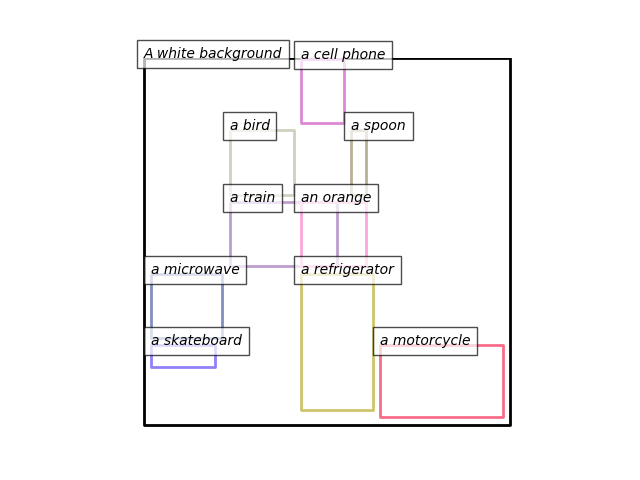 A white background
a cell phone
a bird
a spoon
a train
an orange
a microwave
a refrigerator
a skateboard
a motorcycle